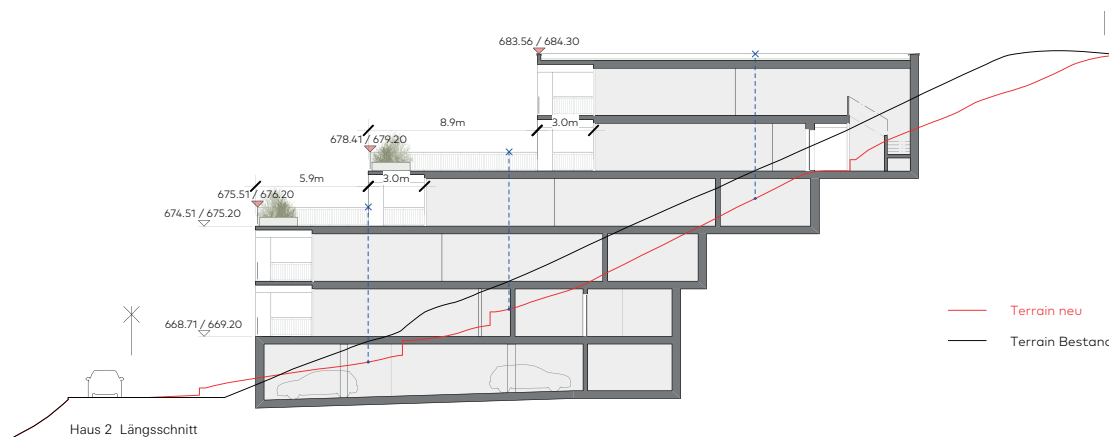 683.56 / 684.30
8.9m
3.0m
678.41 / 679.20
5.9m
3.0m
675.51 / 676.20
674.51 / 675.20
668.71 / 669.20
Terrain neu
Terrain Bestand
Haus 2 Längsschnitt